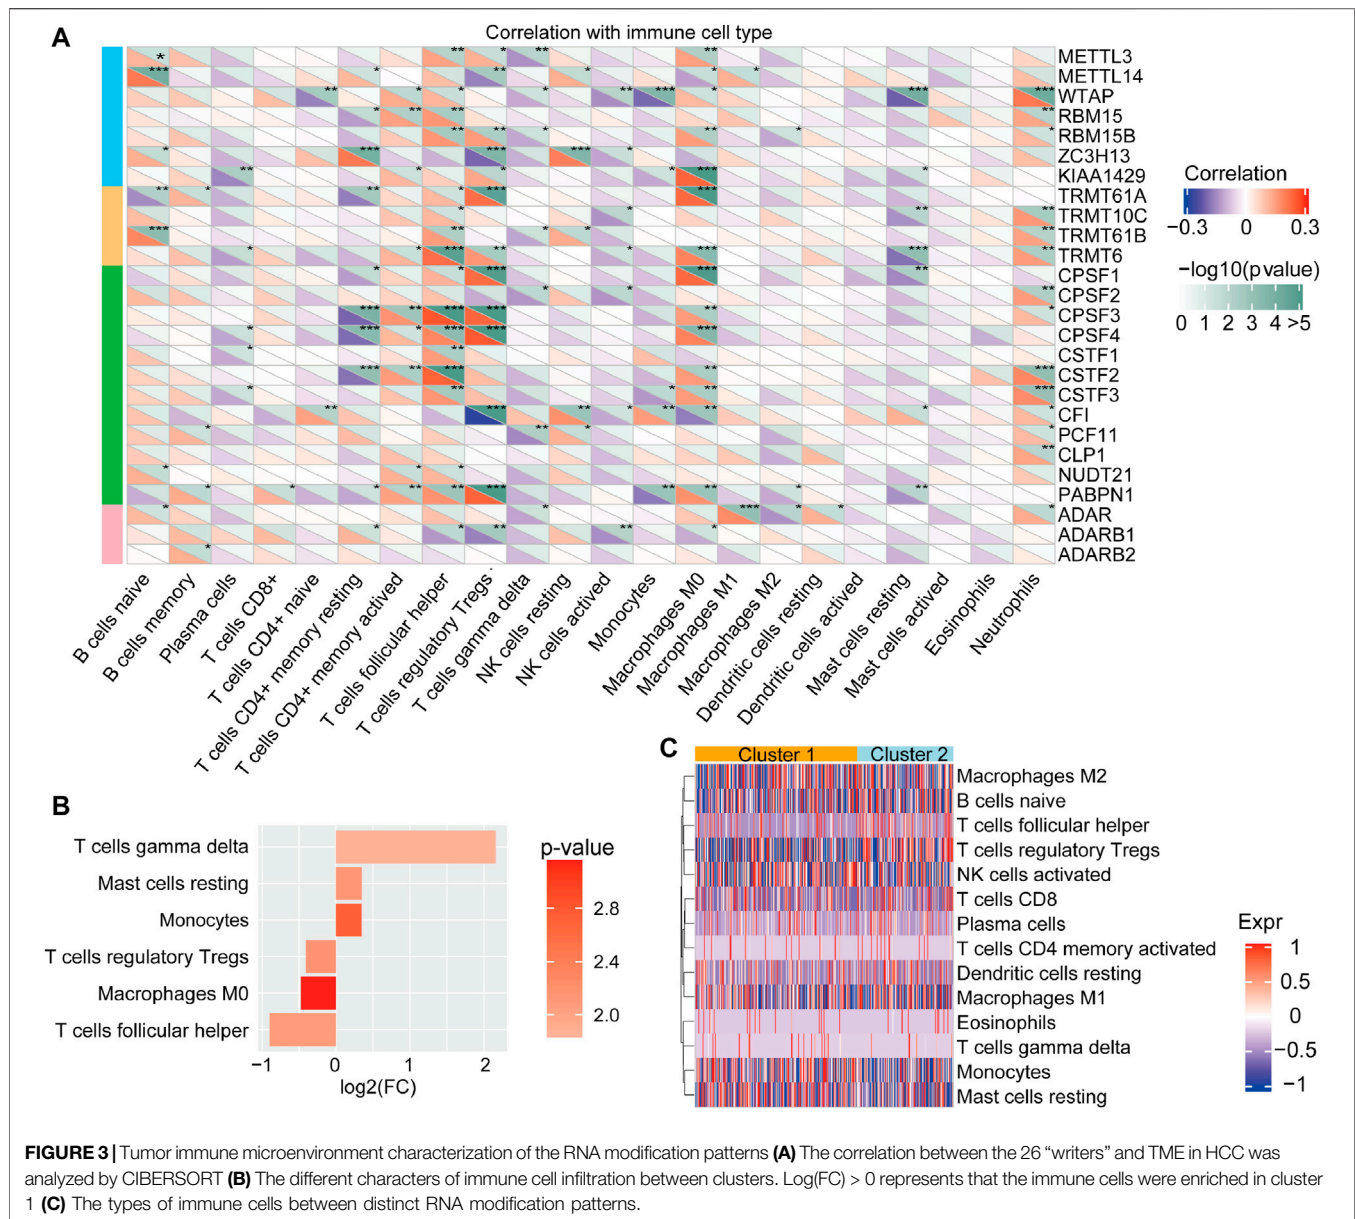 A
Correlation with immune cell type
METTL3
METTL14
WTAP
RBM15
RBM15B
ZC3H13
KIAA1429
TRMT61A
TRMT10C
TRMT61B
TRMT6
CPSF1
CPSF2
CPSF3
CPSF4
CSTF1
CSTF2
CSTF3
CFI
PCF11
CLP1
NUDT21
PABPN1
ADAR
ADARB1
ADARB2
Correlation
−0.3 0 0.3
−log10(pvalue)
0 1 2 3 4 >5
B cells naive
B cells memory
Plasma cells
T cells CD8+
T cells CD4+ naive
T cells CD4+ memory resting
T cells CD4+ memory actived
T cells follicular helper
T cells regulatory Tregs
T cells gamma delta
NK cells resting
NK cells actived
Monocytes
Macrophages M0
Macrophages M1
Macrophages M2
Dendritic cells resting
Dendritic cells actived
Mast cells resting
Mast cells actived
Eosinophils
Neutrophils
B
T cells gamma delta
Mast cells resting
Monocytes
T cells regulatory Tregs
Macrophages M0
T cells follicular helper
−1 0 1 2
log2(FC)
p-value
2.8
2.4
2.0
C
Cluster 1 Cluster 2
Macrophages M2
B cells naive
T cells follicular helper
T cells regulatory Tregs
NK cells activated
T cells CD8
Plasma cells
T cells CD4 memory activated
Dendritic cells resting
Macrophages M1
Eosinophils
T cells gamma delta
Monocytes
Mast cells resting
Expr
1
0.5
0
−0.5
−1
FIGURE 3 | Tumor immune microenvironment characterization of the RNA modification patterns (A) The correlation between the 26 “writers” and TME in HCC was
analyzed by CIBERSORT (B) The different characters of immune cell infiltration between clusters. Log(FC) > 0 represents that the immune cells were enriched in cluster
1 (C) The types of immune cells between distinct RNA modification patterns.